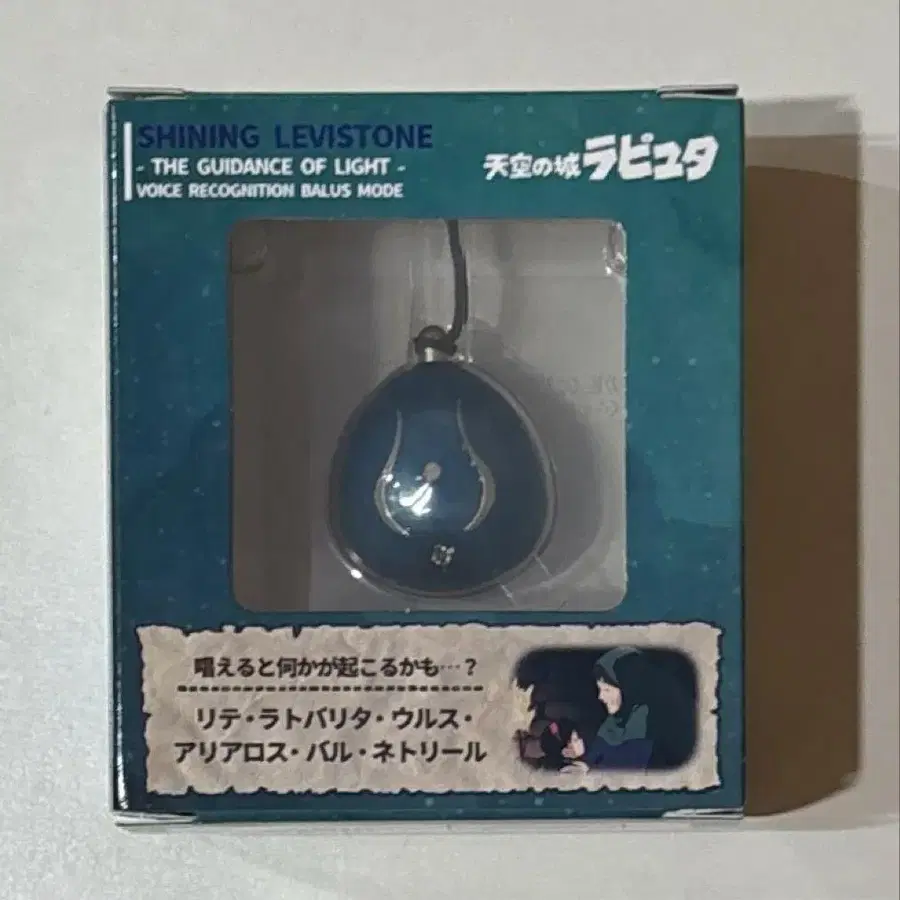 SHINING LEVISTONE
- THE GUIDANCE OF LIGHT -
VOICE RECOGNITION BALUS MODE
天空の城ラピュタ
唱えると何かが起こるかも…？
リテ・ラトバリタ・ウルス・
アリアロス・バル・ネトリール